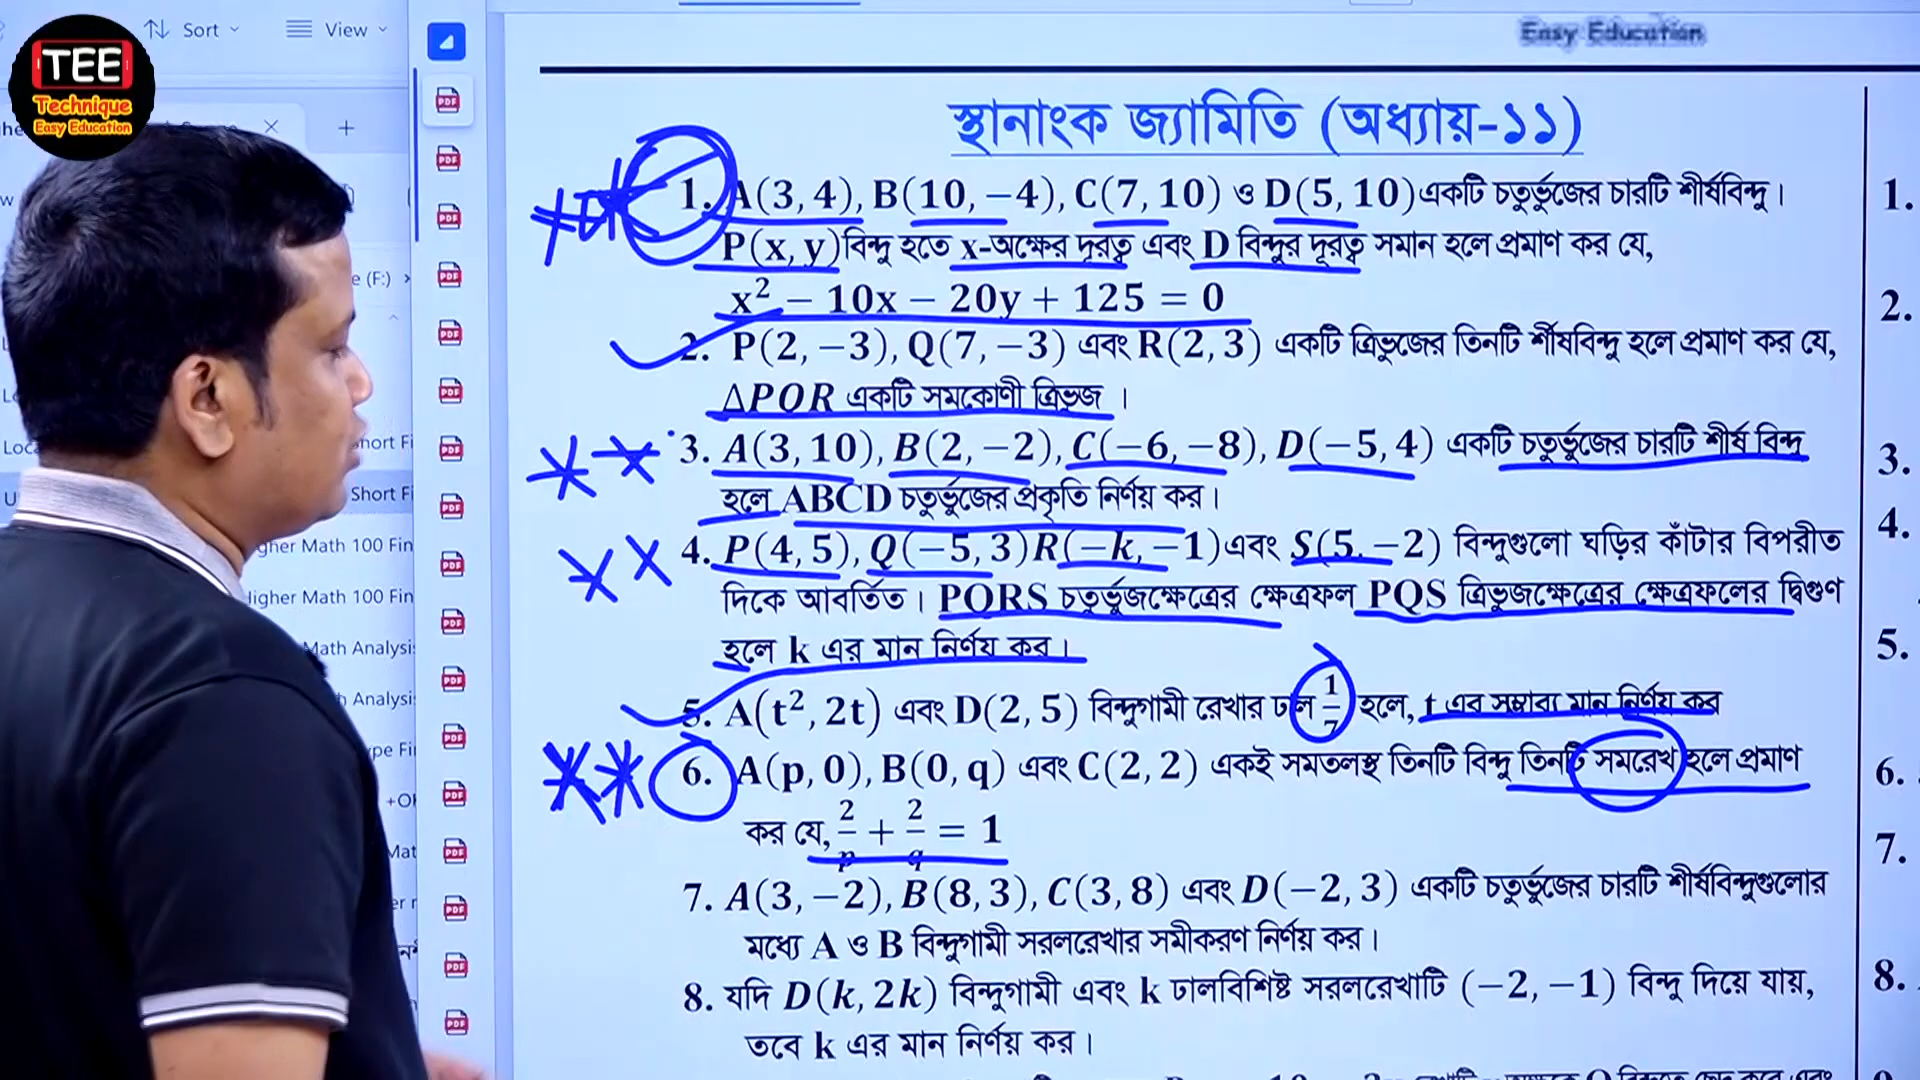 Sort
View
TEE
Technique
Easy Education
Easy Education
স্থানাংক জ্যামিতি (অধ্যায়-১১)
1. A(3, 4), B(10, −4), C(7, 10) ও D(5, 10)একটি চতুর্ভুজের চারটি শীর্ষবিন্দু।
P(x, y)বিন্দু হতে x-অক্ষের দূরত্ব এবং D বিন্দুর দূরত্ব সমান হলে প্রমাণ কর যে,
x² − 10x − 20y + 125 = 0
2. P(2, −3), Q(7, −3) এবং R(2, 3) একটি ত্রিভুজের তিনটি শীর্ষবিন্দু হলে প্রমাণ কর যে,
ΔPQR একটি সমকোণী ত্রিভুজ ।
3. A(3, 10), B(2, −2), C(−6, −8), D(−5, 4) একটি চতুর্ভুজের চারটি শীর্ষ বিন্দু
হলে ABCD চতুর্ভুজের প্রকৃতি নির্ণয় কর।
4. P(4, 5), Q(−5, 3)R(−k, −1)এবং S(5, −2) বিন্দুগুলো ঘড়ির কাঁটার বিপরীত
দিকে আবর্তিত। PQRS চতুর্ভুজক্ষেত্রের ক্ষেত্রফল PQS ত্রিভুজক্ষেত্রের ক্ষেত্রফলের দ্বিগুণ
হলে k এর মান নির্ণয় কর।
5. A(t², 2t) এবং D(2, 5) বিন্দুগামী রেখার ঢাল 1/7 হলে, t এর সম্ভাব্য মান নির্ণয় কর
6. A(p, 0), B(0, q) এবং C(2, 2) একই সমতলস্থ তিনটি বিন্দু তিনটি সমরেখ হলে প্রমাণ
কর যে, 2/p + 2/q = 1
7. A(3, −2), B(8, 3), C(3, 8) এবং D(−2, 3) একটি চতুর্ভুজের চারটি শীর্ষবিন্দুগুলোর
মধ্যে A ও B বিন্দুগামী সরলরেখার সমীকরণ নির্ণয় কর।
8. যদি D(k, 2k) বিন্দুগামী এবং k ঢালবিশিষ্ট সরলরেখাটি (−2, −1) বিন্দু দিয়ে যায়,
তবে k এর মান নির্ণয় কর।
1.
2.
3.
4.
5.
6.
7.
8.
e (F:)
Short Fi
Short Fi
gher Math 100 Fin
Higher Math 100 Fin
Math Analysi
Analysi